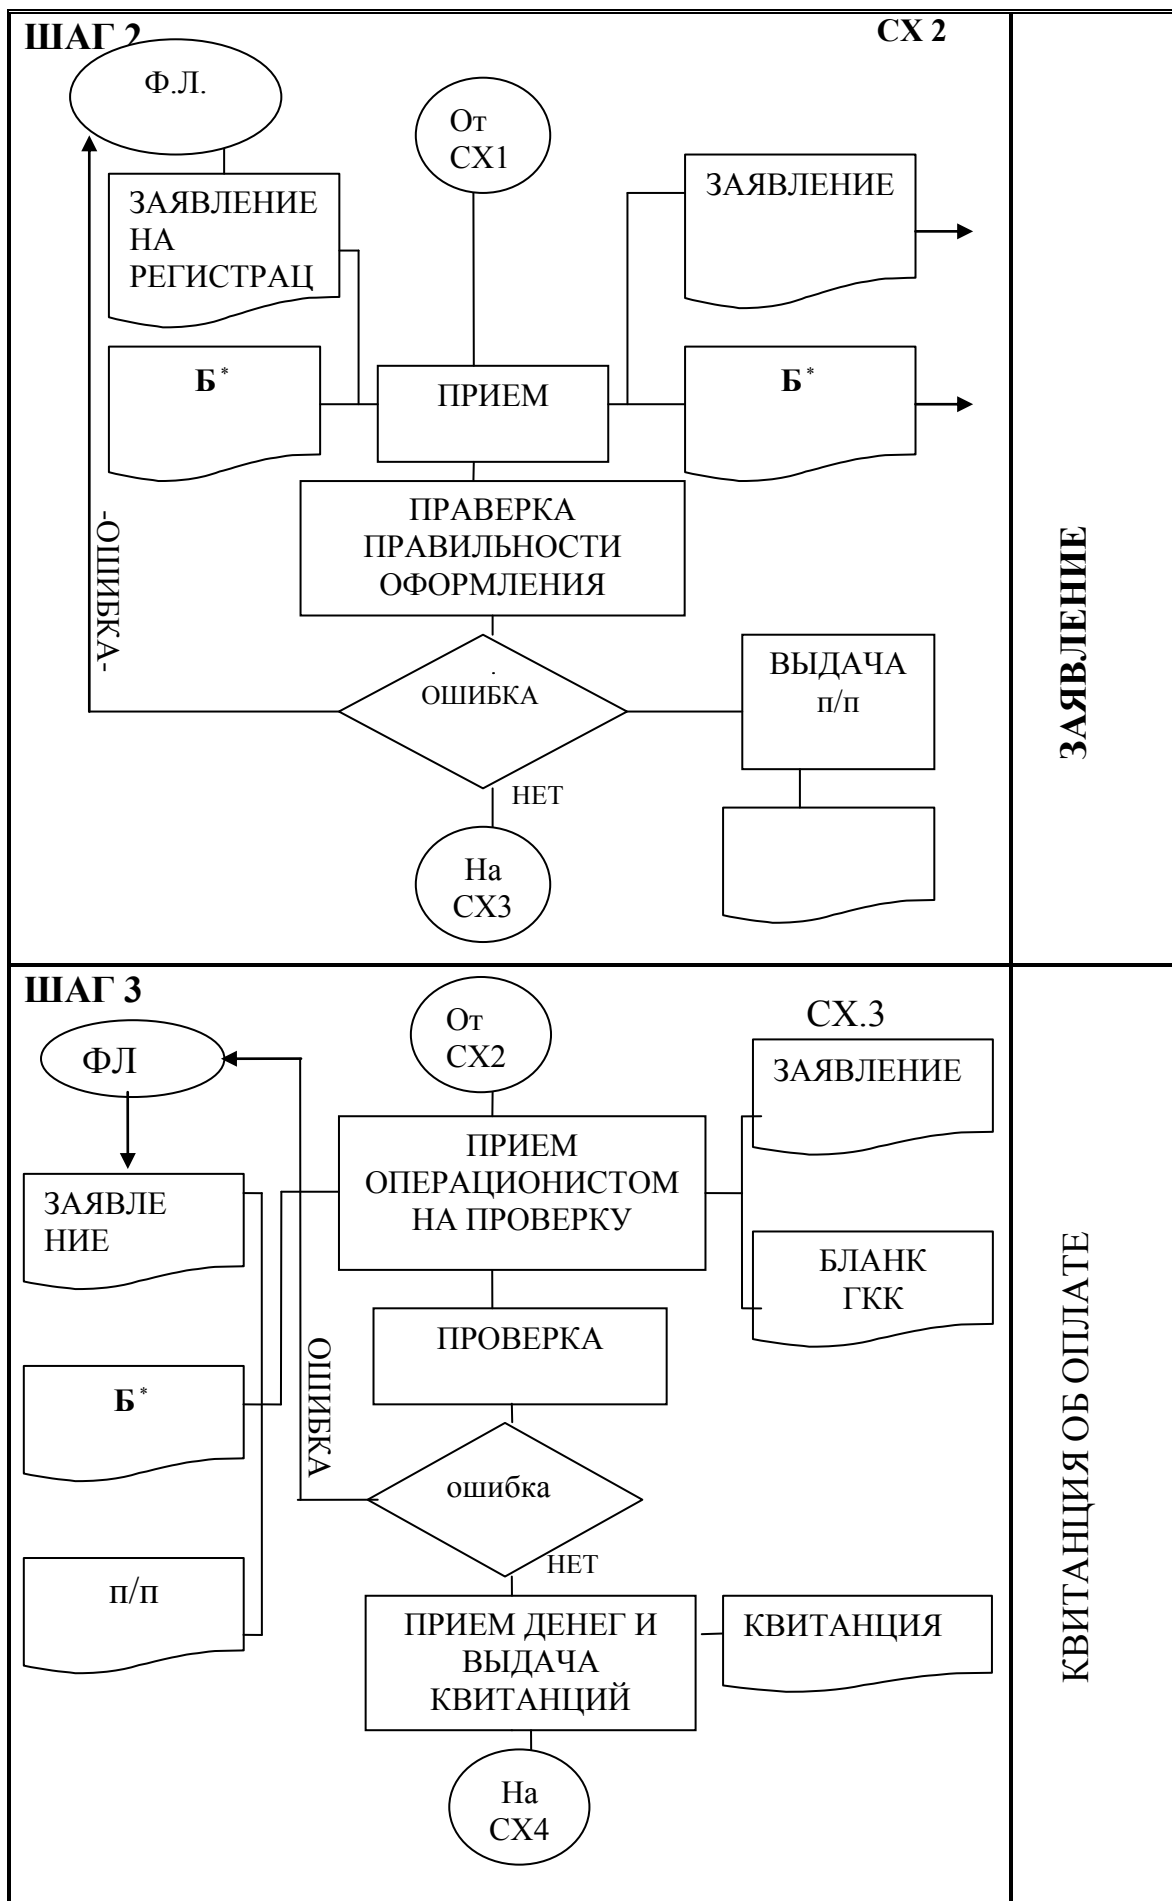 ШАГ 2
СХ 2
Ф.Л.
От
СХ1
ЗАЯВЛЕНИЕ
НА
РЕГИСТРАЦ
ЗАЯВЛЕНИЕ
Б*
ПРИЕМ
Б*
-ОШИБКА-
ПРАВЕРКА
ПРАВИЛЬНОСТИ
ОФОРМЛЕНИЯ
.
ОШИБКА
ВЫДАЧА
п/п
НЕТ
На
СХ3
ЗАЯВЛЕНИЕ
ШАГ 3
СХ.3
От
СХ2
ФЛ
ЗАЯВЛЕНИЕ
ПРИЕМ
ОПЕРАЦИОНИСТОМ
НА ПРОВЕРКУ
ЗАЯВЛЕ
НИЕ
БЛАНК
ГКК
ПРОВЕРКА
ОШИБКА
Б*
ошибка
НЕТ
п/п
ПРИЕМ ДЕНЕГ И
ВЫДАЧА
КВИТАНЦИЙ
КВИТАНЦИЯ
На
СХ4
КВИТАНЦИЯ ОБ ОПЛАТЕ